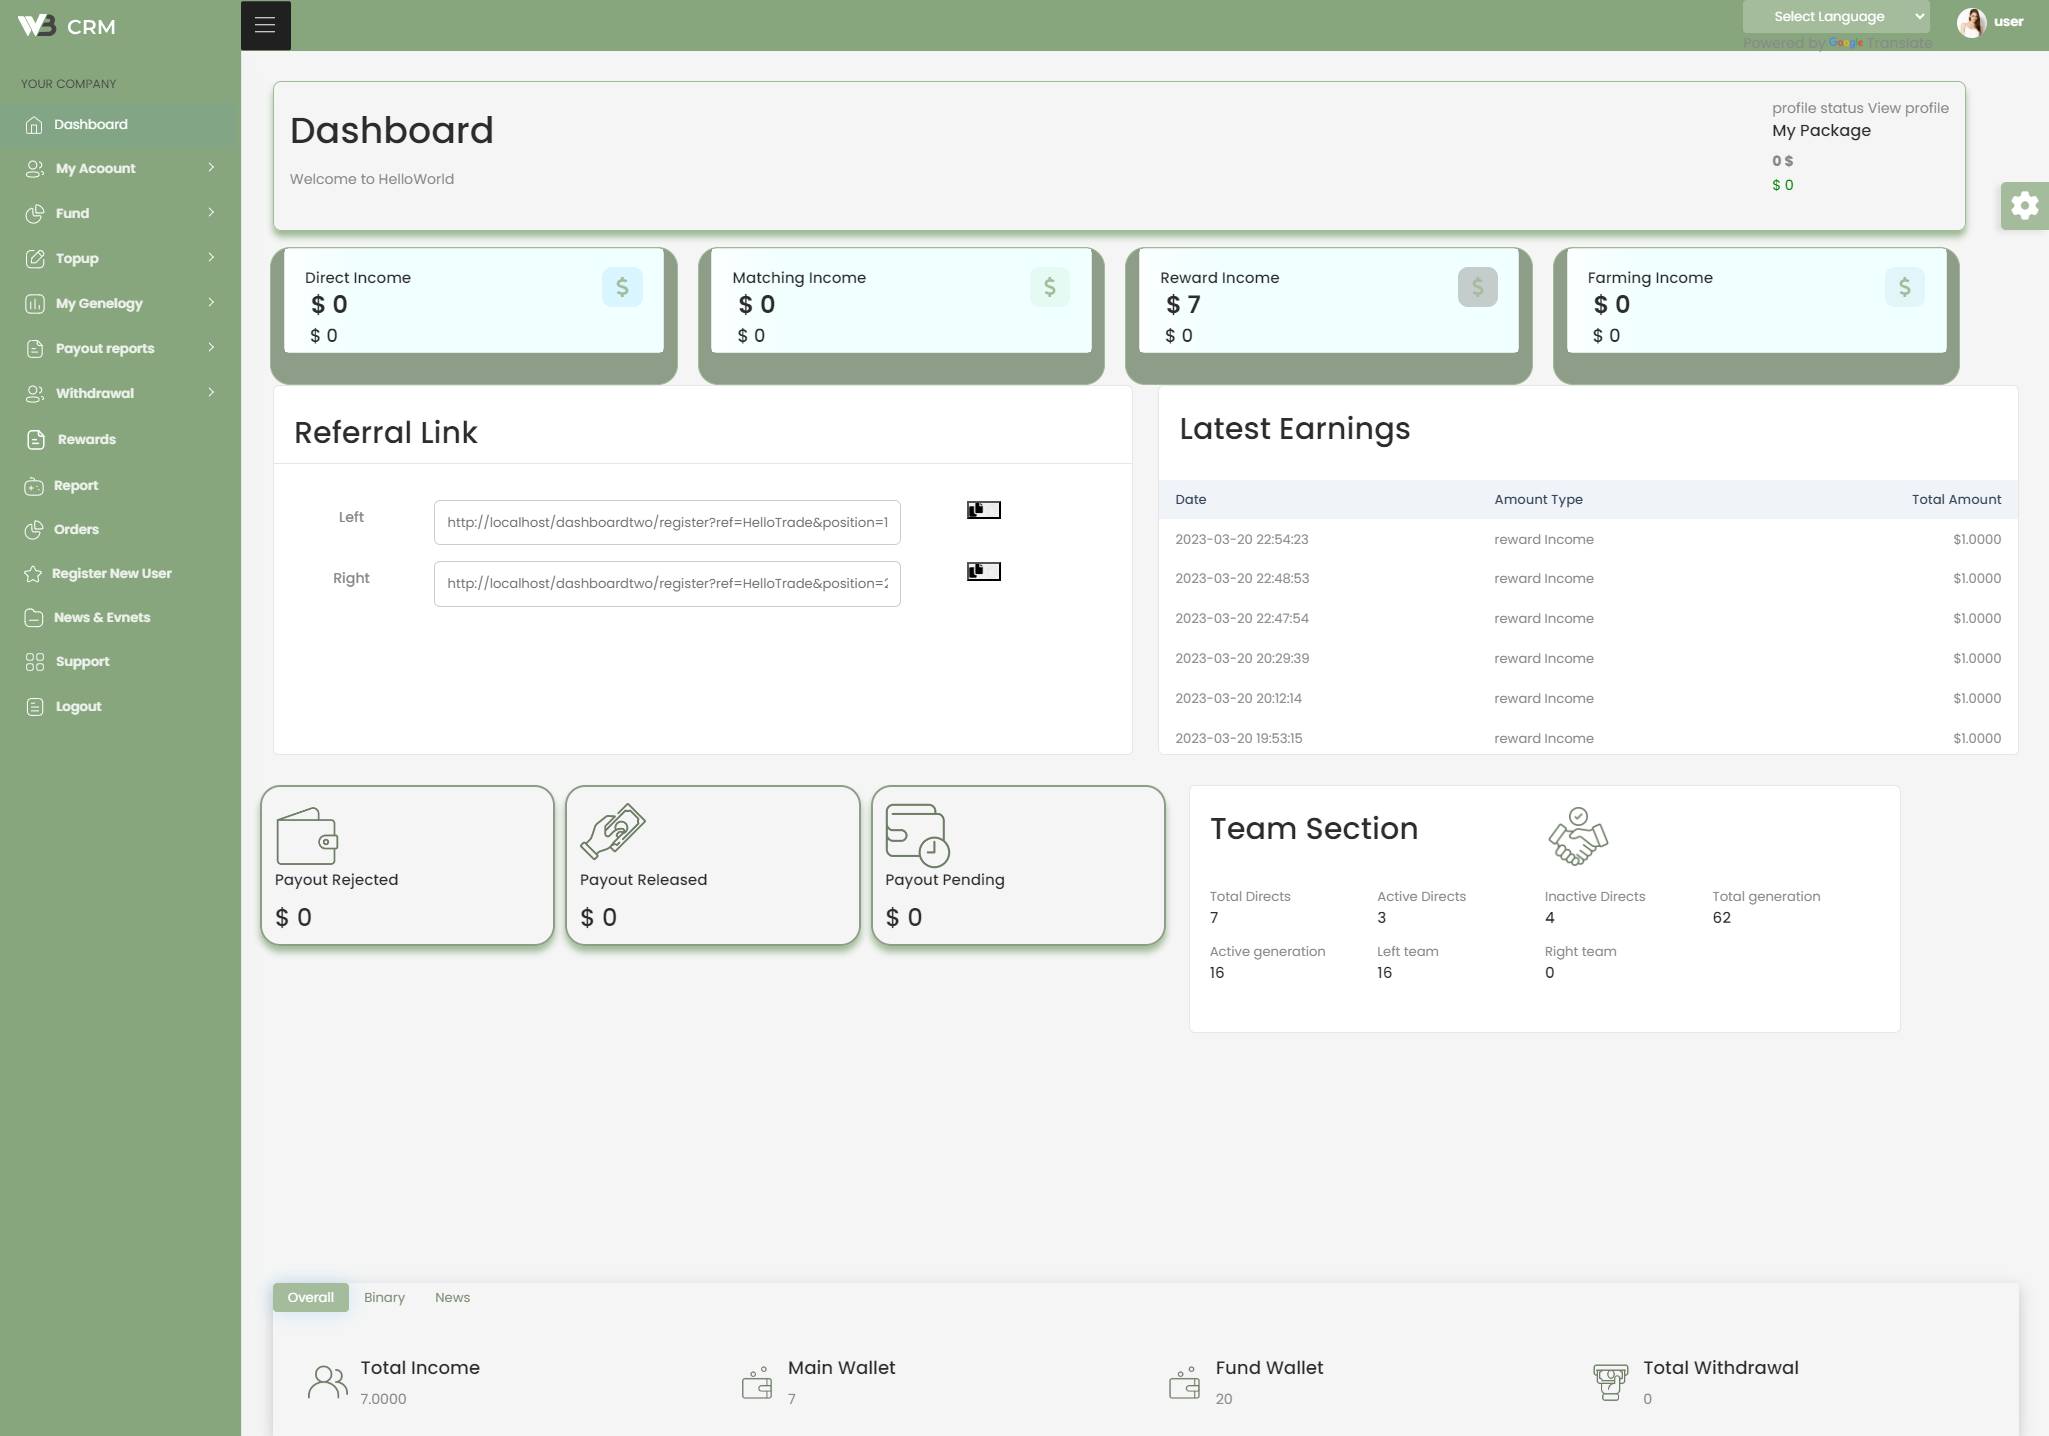 WB CRM
Select Language
user
Powered by Google Translate
YOUR COMPANY
Dashboard
My Acoount
Fund
Topup
My Genelogy
Payout reports
Withdrawal
Rewards
Report
Orders
Register New User
News & Evnets
Support
Logout
Dashboard
Welcome to HelloWorld
profile status View profile
My Package
0 $
$ 0
Direct Income
$ 0
$ 0
Matching Income
$ 0
$ 0
Reward Income
$ 7
$ 0
Farming Income
$ 0
$ 0
Referral Link
Left
http://localhost/dashboardtwo/register?ref=HelloTrade&position=1
Right
http://localhost/dashboardtwo/register?ref=HelloTrade&position=2
Latest Earnings
Date Amount Type Total Amount
2023-03-20 22:54:23 reward Income $1.0000
2023-03-20 22:48:53 reward Income $1.0000
2023-03-20 22:47:54 reward Income $1.0000
2023-03-20 20:29:39 reward Income $1.0000
2023-03-20 20:12:14 reward Income $1.0000
2023-03-20 19:53:15 reward Income $1.0000
Payout Rejected
$ 0
Payout Released
$ 0
Payout Pending
$ 0
Team Section
Total Directs
7
Active Directs
3
Inactive Directs
4
Total generation
62
Active generation
16
Left team
16
Right team
0
Overall Binary News
Total Income
7.0000
Main Wallet
7
Fund Wallet
20
Total Withdrawal
0